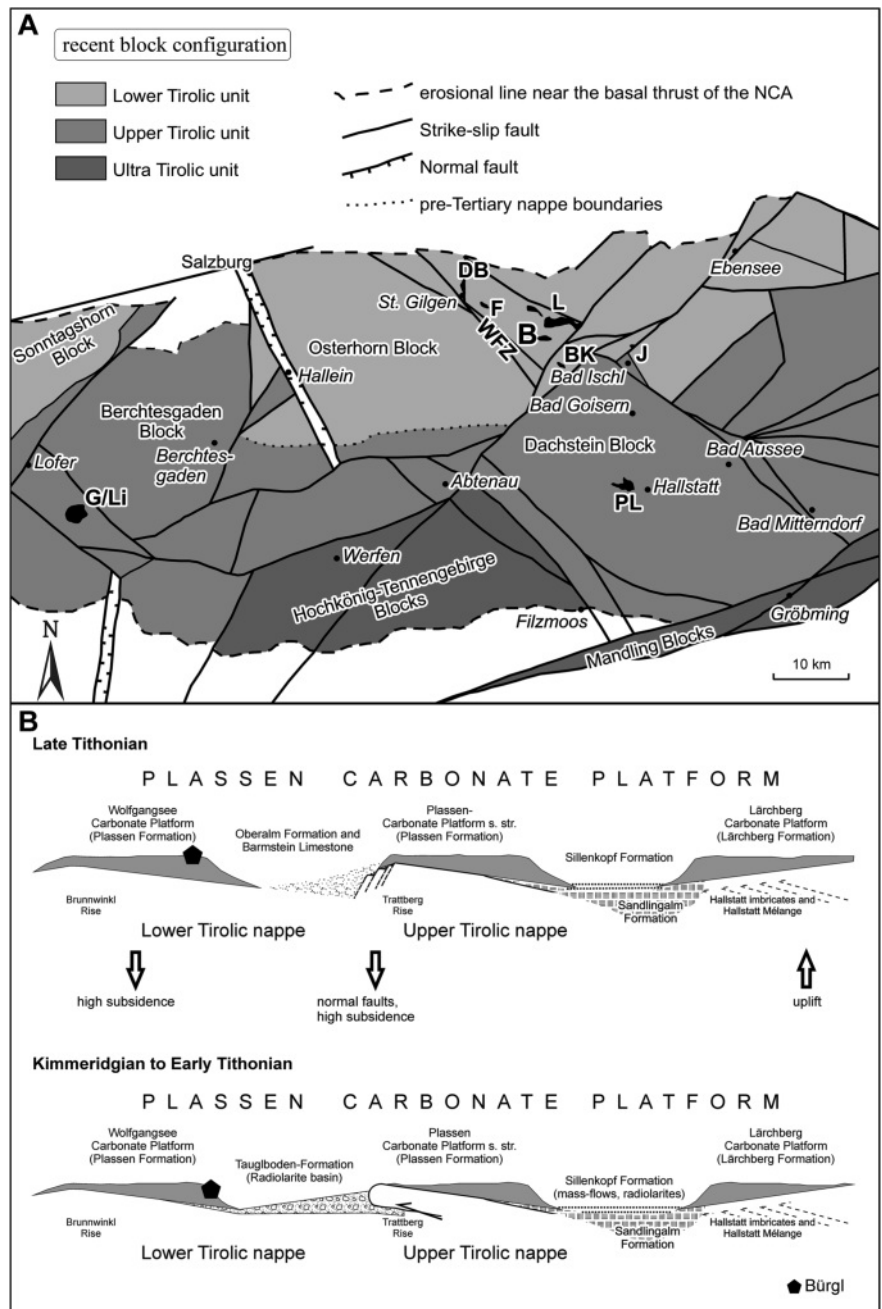 A
recent block configuration
Lower Tirolic unit
Upper Tirolic unit
Ultra Tirolic unit
erosional line near the basal thrust of the NCA
Strike-slip fault
Normal fault
pre-Tertiary nappe boundaries
Salzburg
DB
Ebensee
St. Gilgen
F
L
Sonntagshorn
Block
WFZ
B
Osterhorn Block
BK
J
Hallein
Bad Ischl
Berchtesgaden
Block
Bad Goisern
Dachstein Block
Berchtes-
gaden
Lofer
Bad Aussee
G/Li
Abtenau
PL
Hallstatt
Bad Mitterndorf
Werfen
Hochkönig-Tennengebirge
Blocks
Filzmoos
Gröbming
Mandling Blocks
N
10 km
B
Late Tithonian
PLASSEN CARBONATE PLATFORM
Wolfgangsee
Carbonate Platform
(Plassen Formation)
Oberalm Formation and
Barmstein Limestone
Plassen-
Carbonate Platform s. str.
(Plassen Formation)
Sillenkopf Formation
Lärchberg
Carbonate Platform
(Lärchberg Formation)
Brunnwinkl
Rise
Trattberg
Rise
Sandlingalm
Formation
Hallstatt imbricates and
Hallstatt Mélange
Lower Tirolic nappe
Upper Tirolic nappe
high subsidence
normal faults,
high subsidence
uplift
Kimmeridgian to Early Tithonian
PLASSEN CARBONATE PLATFORM
Wolfgangsee
Carbonate Platform
(Plassen Formation)
Tauglboden-Formation
(Radiolarite basin)
Plassen
Carbonate Platform s. str.
(Plassen Formation)
Sillenkopf Formation
(mass-flows, radiolarites)
Lärchberg
Carbonate Platform
(Lärchberg Formation)
Brunnwinkl
Rise
Trattberg
Rise
Sandlingalm
Formation
Hallstatt imbricates and
Hallstatt Mélange
Lower Tirolic nappe
Upper Tirolic nappe
Bürgl